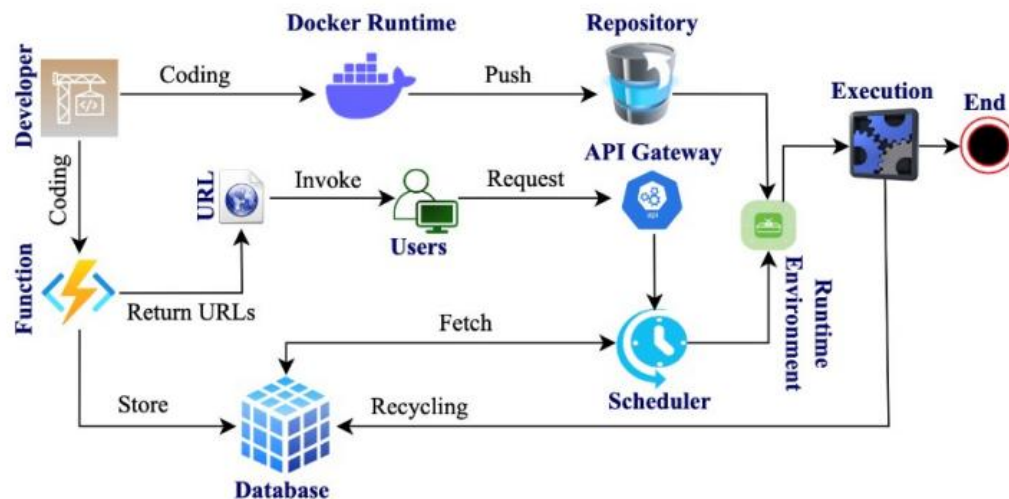 Docker Runtime
Repository
Developer
Coding
Push
Execution
End
API Gateway
Coding
URL
Invoke
Request
Users
Function
Return URLs
Runtime
Environment
Fetch
Scheduler
Store
Recycling
Database